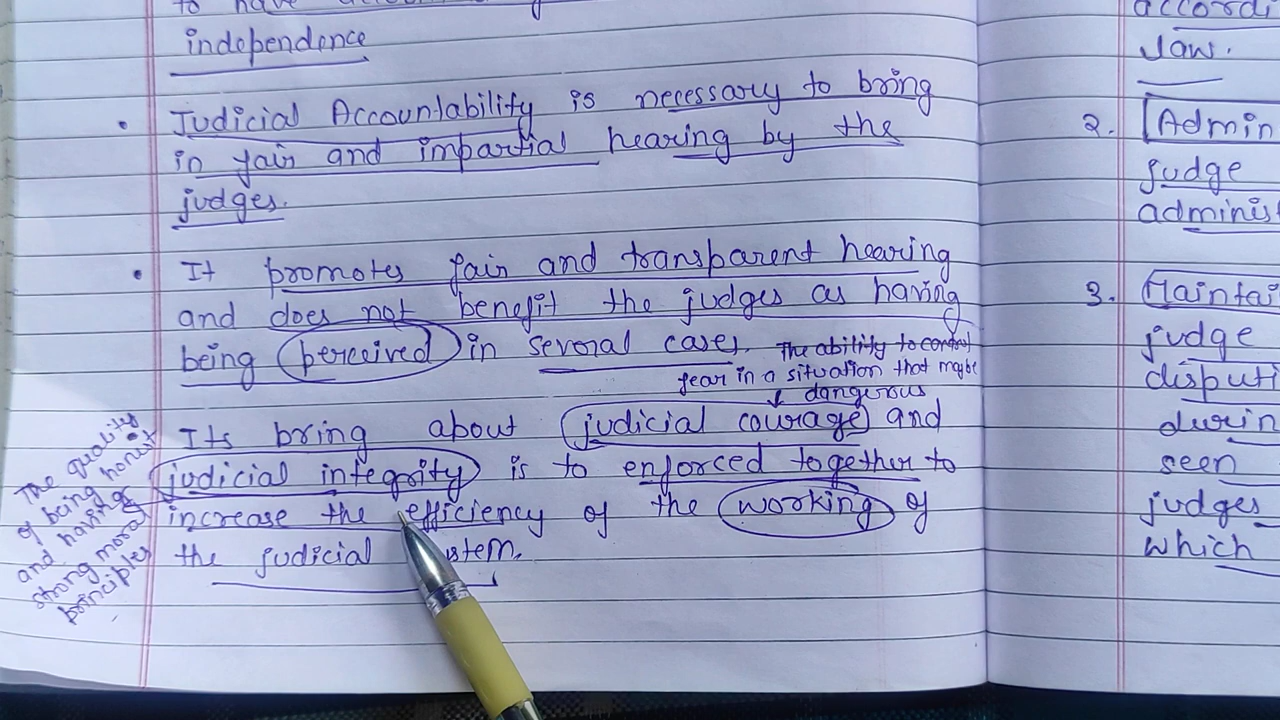 to have
independence
• Judicial Accountability is necessary to bring
in fair and impartial hearing by the
judges.
• It promotes fair and transparent hearing
and does not benefit the judges as having
being perceived in several cases.
The ability to control
fear in a situation that maybe
dangerous
Its bring about judicial courage and
judicial integrity is to enforced together to
increase the efficiency of the working of
the judicial stem.
The quality
of being honest
and having
strong moral
principles
accordi
law.
2. Admin
judge
adminis
3. Maintai
judge
disputi
durin
seen
judges
which